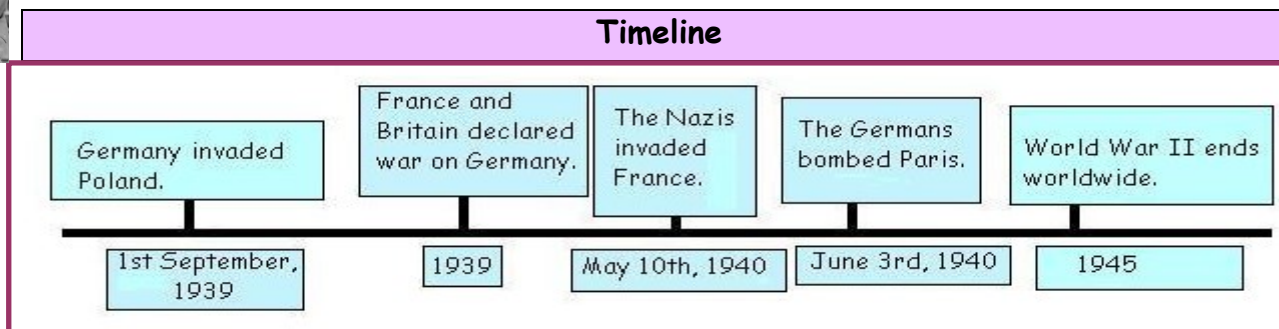 Timeline
Germany invaded
Poland.
France and
Britain declared
war on Germany.
The Nazis
invaded
France.
The Germans
bombed Paris.
World War II ends
worldwide.
1st September,
1939
1939
May 10th, 1940
June 3rd, 1940
1945